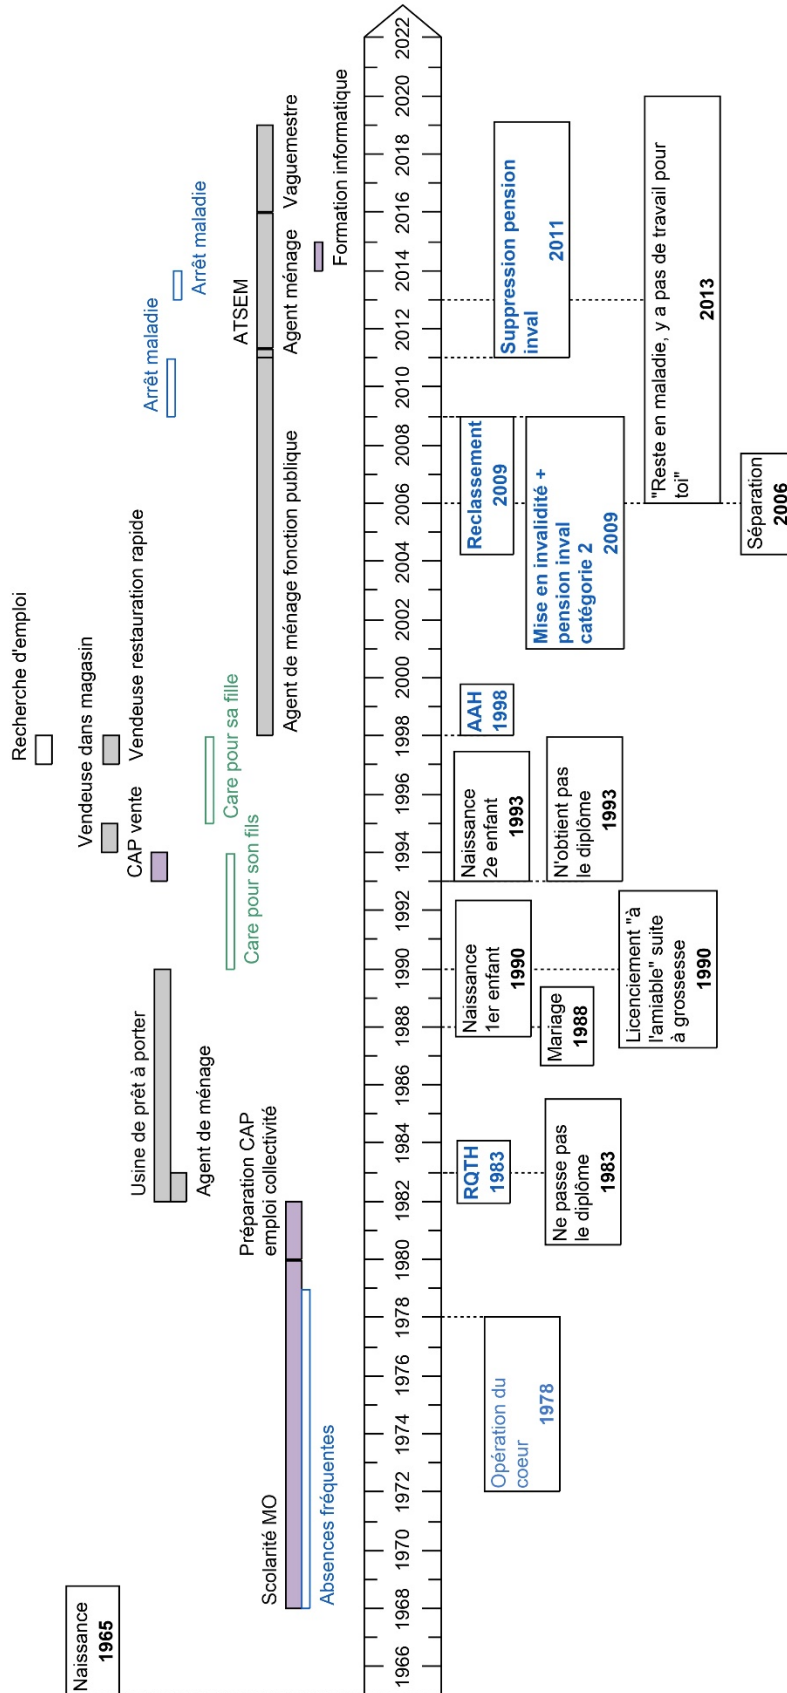 Naissance
1965
Recherche d'emploi
Vendeuse dans magasin
Vendeuse restauration rapide
CAP vente
Usine de prêt à porter
Agent de ménage
Arrêt maladie
Arrêt maladie
Care pour sa fille
Care pour son fils
Préparation CAP
emploi collectivité
Scolarité MO
Absences fréquentes
Agent de ménage fonction publique
ATSEM
Agent ménage
Vaguemestre
Formation informatique
1966
1968
1970
1972
1974
1976
1978
1980
1982
1984
1986
1988
1990
1992
1994
1996
1998
2000
2002
2004
2006
2008
2010
2012
2014
2016
2018
2020
2022
Opération du
coeur
1978
RQTH
1983
Ne passe pas
le diplôme
1983
Naissance
1er enfant
1990
Mariage
1988
Licenciement "à
l'amiable" suite
à grossesse
1990
Naissance
2e enfant
1993
N'obtient pas
le diplôme
1993
AAH
1998
Reclassement
2009
Mise en invalidité +
pension inval
catégorie 2
2009
Suppression pension
inval
2011
"Reste en maladie, y a pas de travail pour
toi"
2013
Séparation
2006